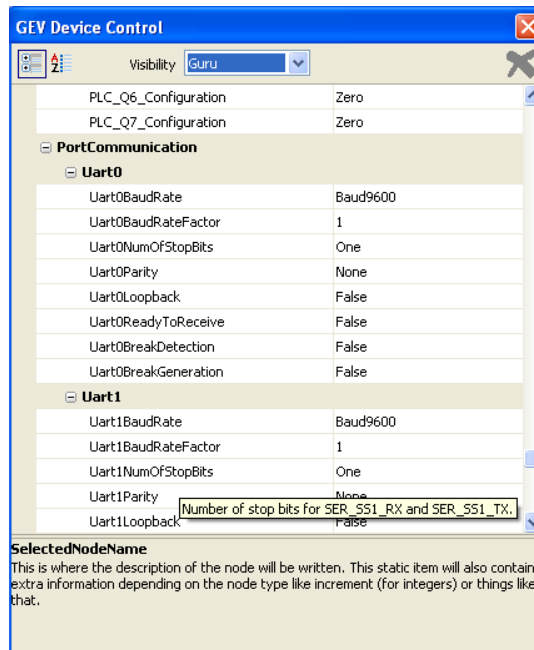 GEV Device Control
Visibility Guru
PLC_Q6_Configuration Zero
PLC_Q7_Configuration Zero
PortCommunication
Uart0
Uart0BaudRate Baud9600
Uart0BaudRateFactor 1
Uart0NumOfStopBits One
Uart0Parity None
Uart0Loopback False
Uart0ReadyToReceive False
Uart0BreakDetection False
Uart0BreakGeneration False
Uart1
Uart1BaudRate Baud9600
Uart1BaudRateFactor 1
Uart1NumOfStopBits One
Uart1Parity None
Number of stop bits for SER_SS1_RX and SER_SS1_TX.
Uart1Loopback False
SelectedNodeName
This is where the description of the node will be written. This static item will also contain
extra information depending on the node type like increment (for integers) or things like
that.